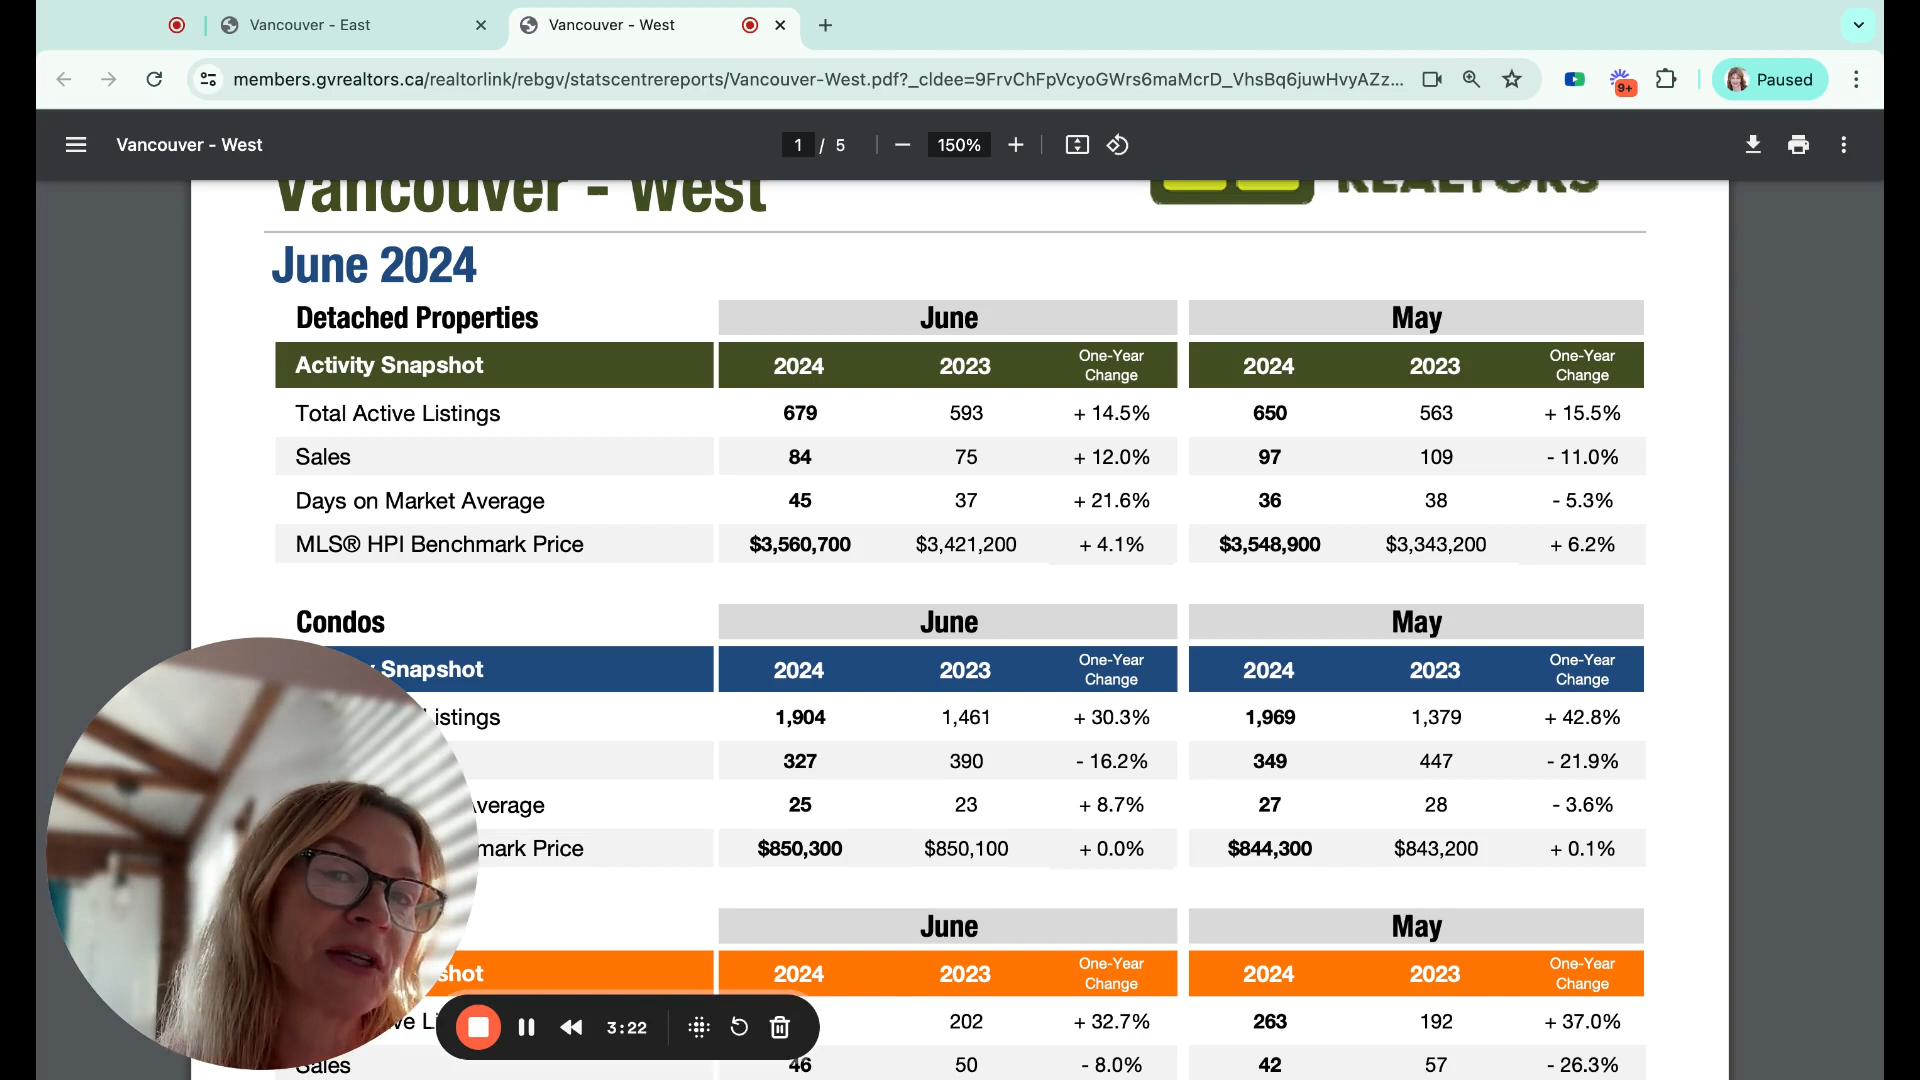 Vancouver - East
Vancouver - West
members.gvrealtors.ca/realtorlink/rebgv/statscentrereports/Vancouver-West.pdf?_cldee=9FrvChFpVcyoGWrs6maMcrD_VhsBq6juwHvyAZz...
9+
Paused
Vancouver - West
1 / 5
150%
Vancouver - West
REALTORS
June 2024
Detached Properties June May
Activity Snapshot 2024 2023 One-Year Change 2024 2023 One-Year Change
Total Active Listings 679 593 + 14.5% 650 563 + 15.5%
Sales 84 75 + 12.0% 97 109 - 11.0%
Days on Market Average 45 37 + 21.6% 36 38 - 5.3%
MLS® HPI Benchmark Price $3,560,700 $3,421,200 + 4.1% $3,548,900 $3,343,200 + 6.2%
Condos June May
Snapshot 2024 2023 One-Year Change 2024 2023 One-Year Change
istings 1,904 1,461 + 30.3% 1,969 1,379 + 42.8%
327 390 - 16.2% 349 447 - 21.9%
verage 25 23 + 8.7% 27 28 - 3.6%
mark Price $850,300 $850,100 + 0.0% $844,300 $843,200 + 0.1%
June May
shot 2024 2023 One-Year Change 2024 2023 One-Year Change
ve Li 202 + 32.7% 263 192 + 37.0%
Sales 46 50 - 8.0% 42 57 - 26.3%
3:22